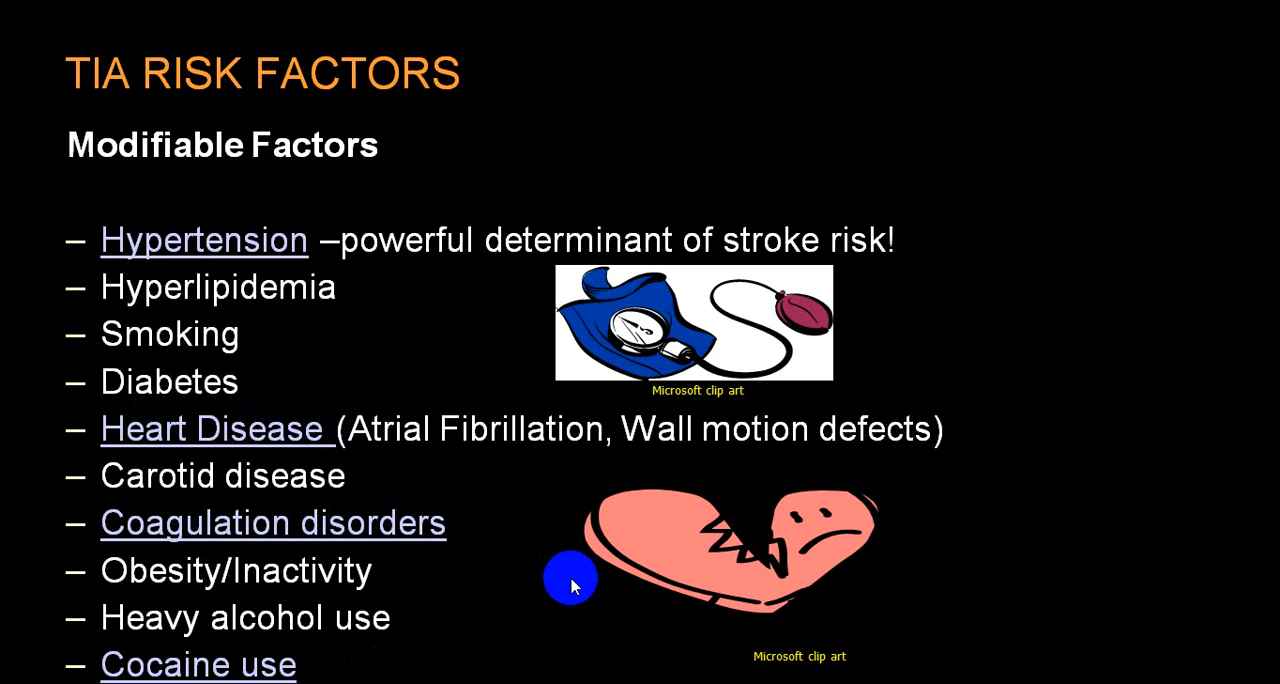 TIA RISK FACTORS
Modifiable Factors
– Hypertension –powerful determinant of stroke risk!
– Hyperlipidemia
– Smoking
– Diabetes
Microsoft clip art
– Heart Disease (Atrial Fibrillation, Wall motion defects)
– Carotid disease
– Coagulation disorders
– Obesity/Inactivity
– Heavy alcohol use
– Cocaine use
Microsoft clip art